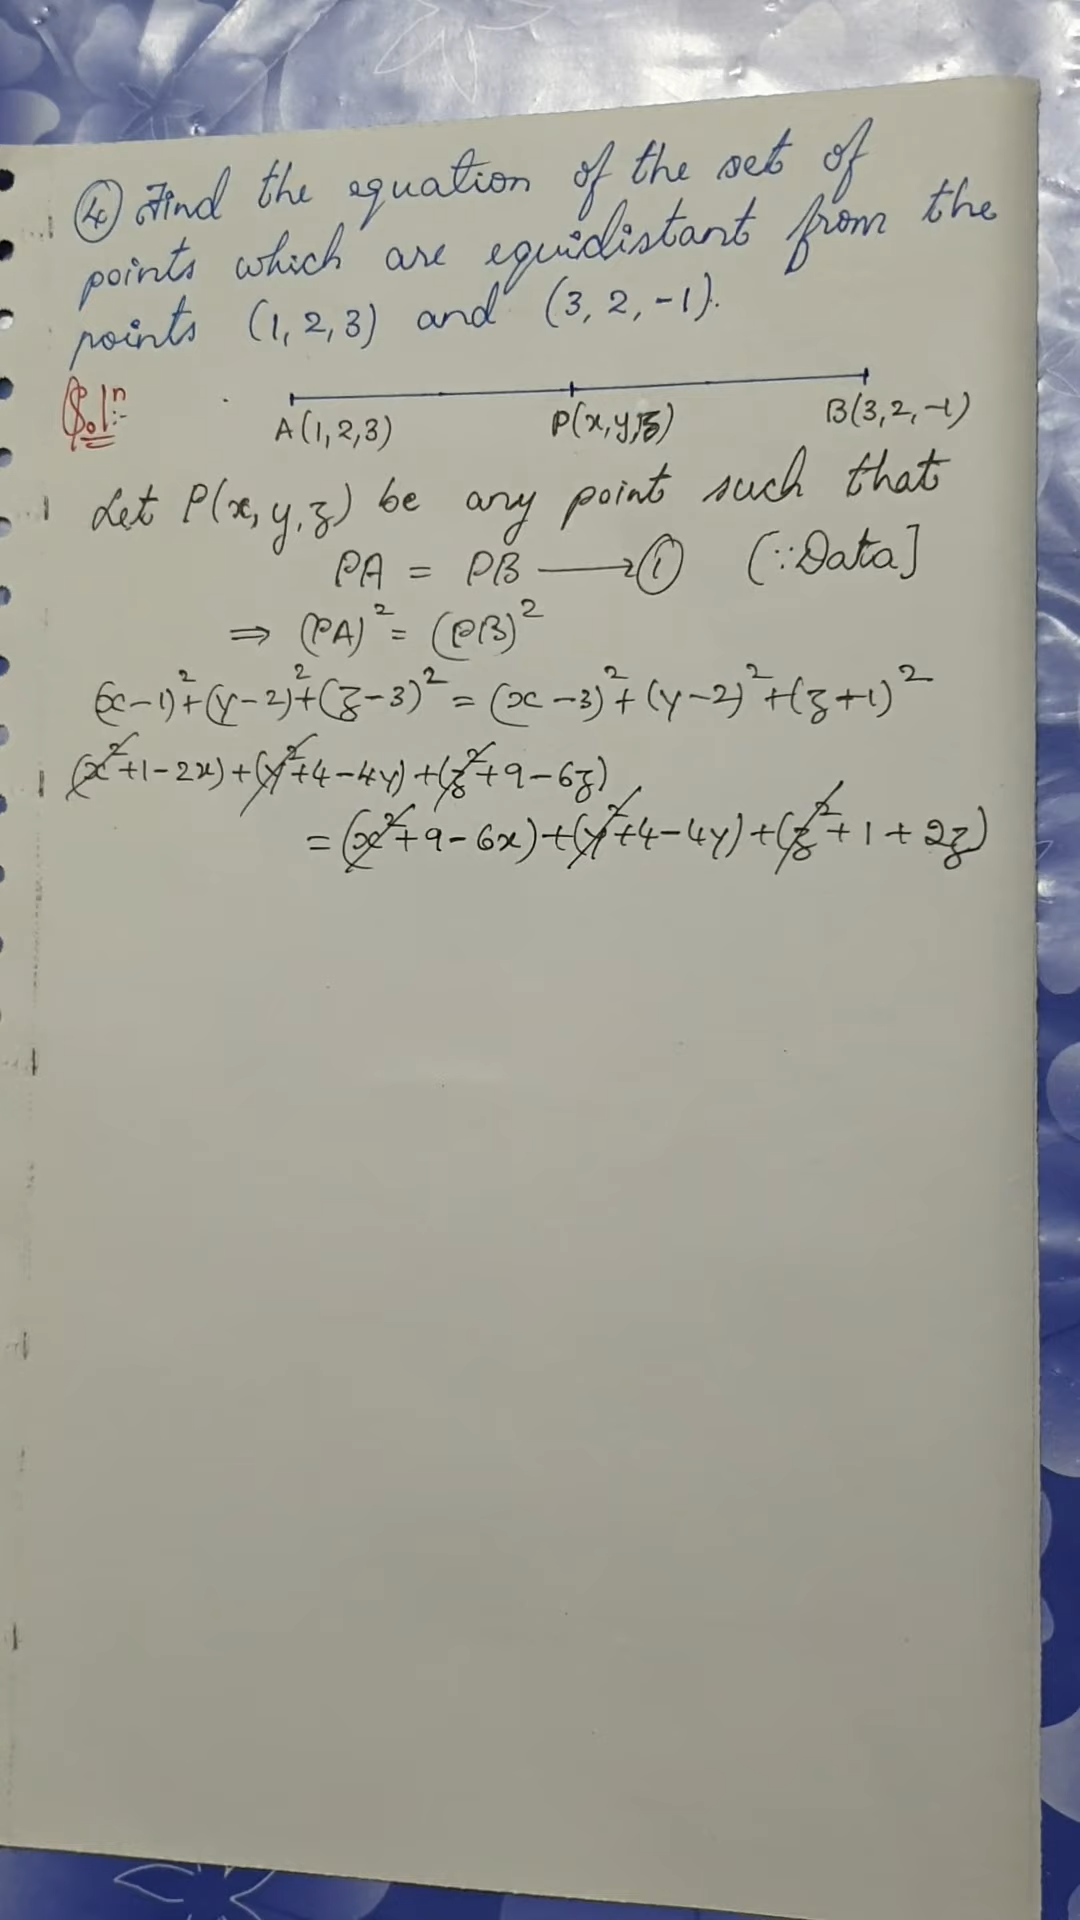 ④ Find the equation of the set of
points which are equidistant from the
points (1, 2, 3) and (3, 2, -1).
Solⁿ:-
A(1,2,3) P(x,y,z) B(3,2,-1)
Let P(x, y, z) be any point such that
PA = PB ⟶ ① (∵Data]
⇒ (PA)² = (PB)²
(x-1)²+(y-2)²+(z-3)² = (x-3)²+(y-2)²+(z+1)²
(x²+1-2x)+(y²+4-4y)+(z²+9-6z)
= (x²+9-6x)+(y²+4-4y)+(z²+1+2z)